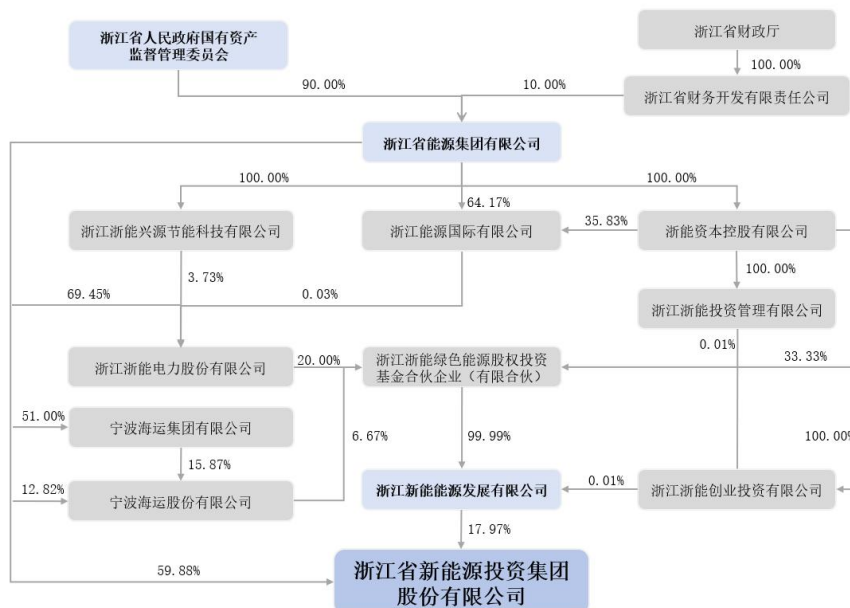 浙江省人民政府国有资产
监督管理委员会
浙江省财政厅
100.00%
90.00%
10.00%
浙江省财务开发有限责任公司
浙江省能源集团有限公司
100.00%
64.17%
100.00%
浙江浙能兴源节能科技有限公司
浙江能源国际有限公司
35.83%
浙能资本控股有限公司
3.73%
100.00%
69.45%
0.03%
浙江浙能投资管理有限公司
0.01%
33.33%
浙江浙能电力股份有限公司
20.00%
浙江浙能绿色能源股权投资
基金合伙企业（有限合伙）
51.00%
宁波海运集团有限公司
6.67%
99.99%
100.00%
15.87%
12.82%
宁波海运股份有限公司
浙江新能能源发展有限公司
0.01%
浙江浙能创业投资有限公司
17.97%
59.88%
浙江省新能源投资集团
股份有限公司